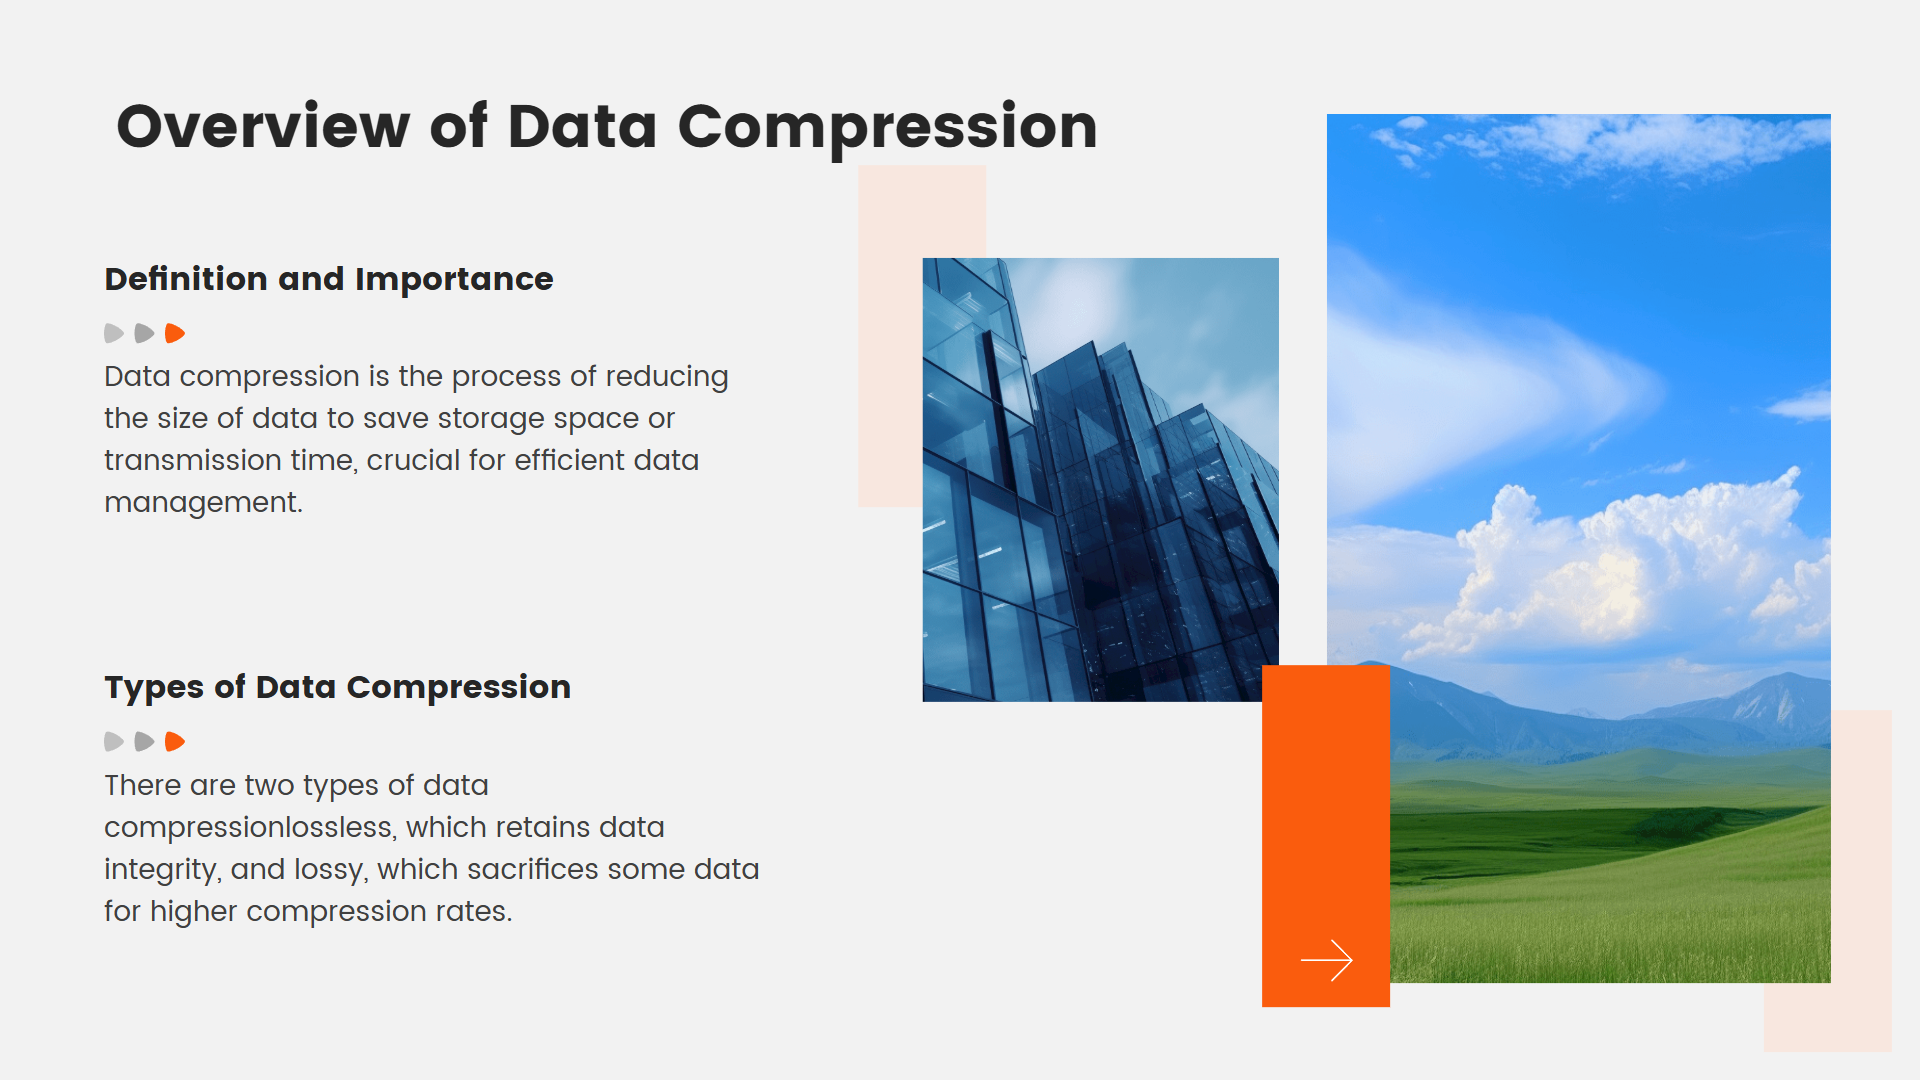 Overview of Data Compression
Definition and Importance
Data compression is the process of reducing
the size of data to save storage space or
transmission time, crucial for efficient data
management.
Types of Data Compression
There are two types of data
compressionlossless, which retains data
integrity, and lossy, which sacrifices some data
for higher compression rates.